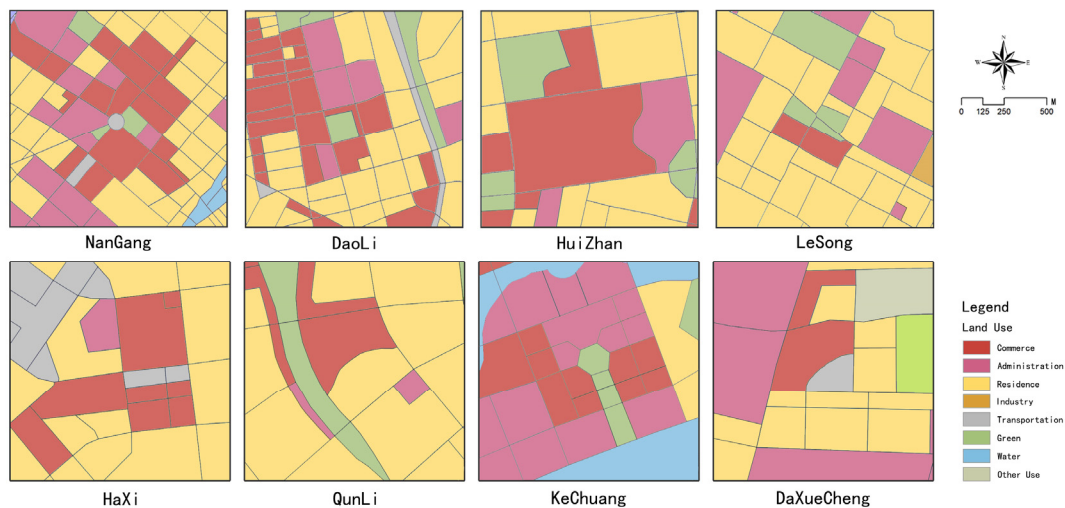 N
W E
S
0 125 250 500 M
NanGang
DaoLi
HuiZhan
LeSong
HaXi
QunLi
KeChuang
DaXueCheng
Legend
Land Use
Commerce
Administration
Residence
Industry
Transportation
Green
Water
Other Use